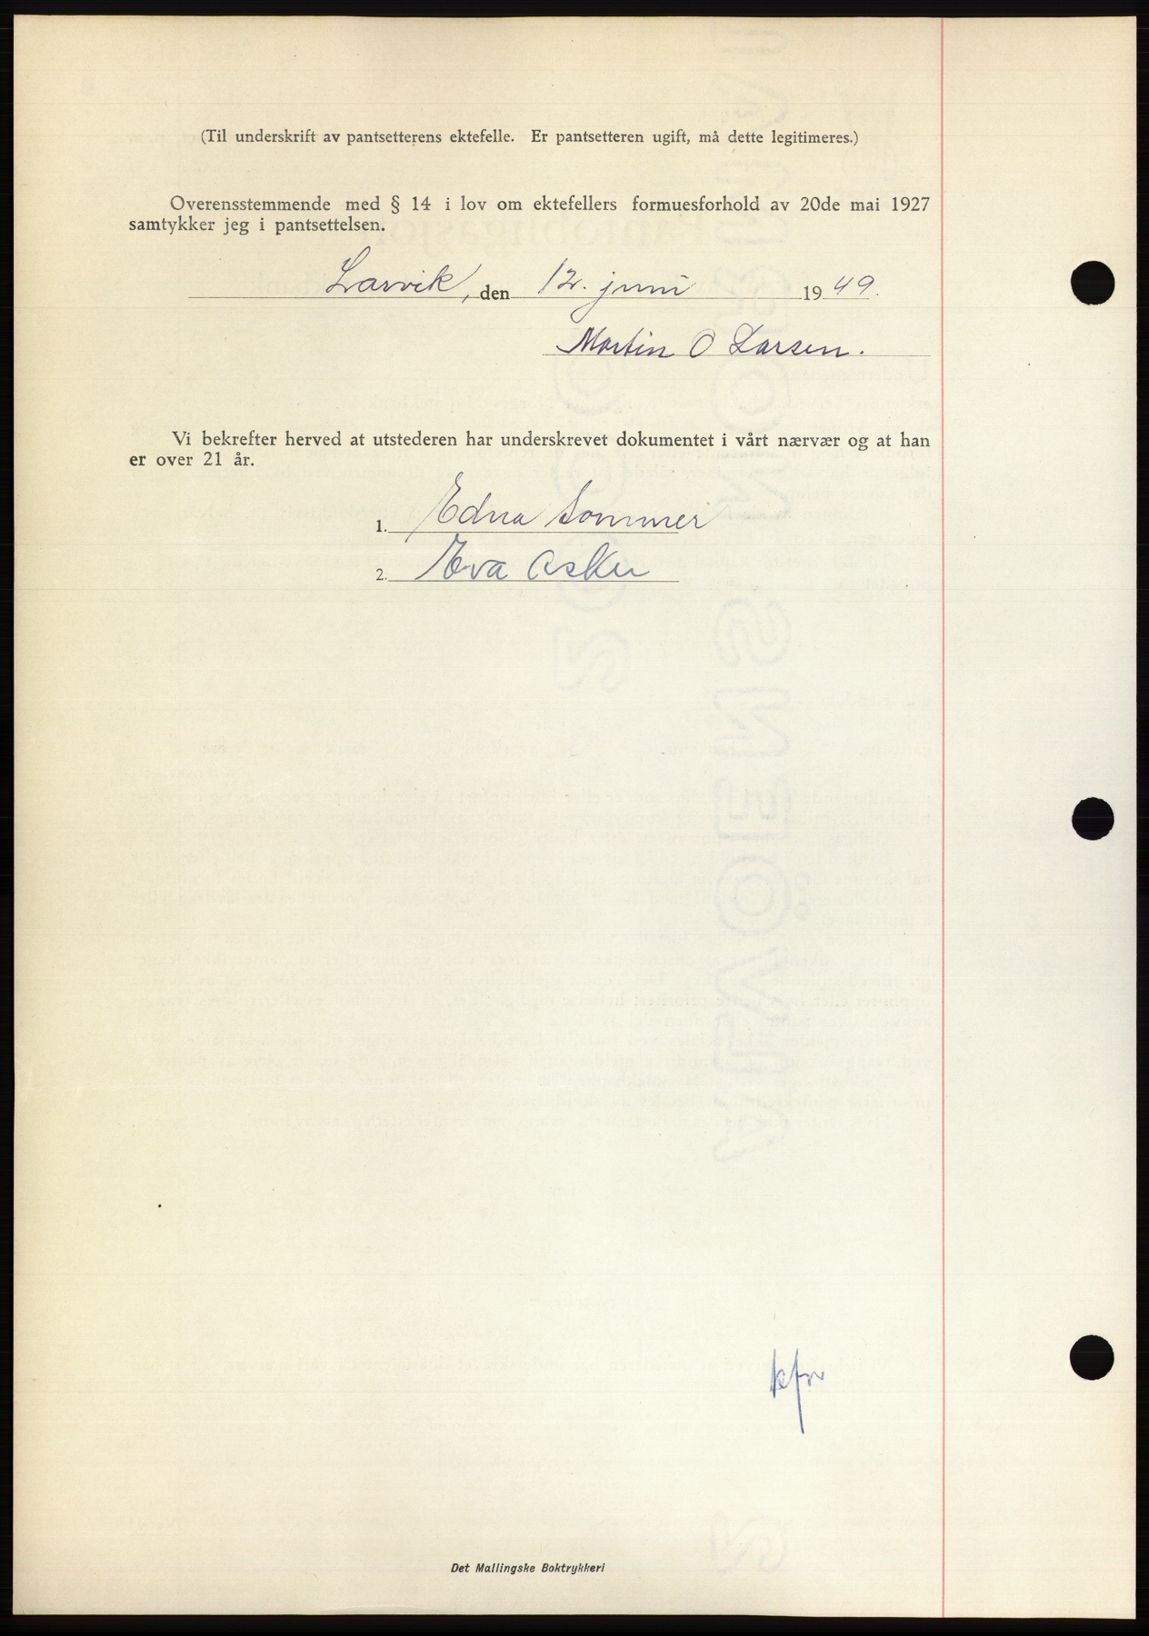 (Til underskrift av pantsetterens ektefelle. Er pantsetteren ugift, må dette legitimeres.)
Overensstemmende med § 14 i lov om ektefellers formuesforhold av 20de mai 1927
samtykker jeg i pantsettelsen.
Larvik, den 12. juni 1949.
Martin O Larsen.
Vi bekrefter herved at utstederen har underskrevet dokumentet i vårt nærvær og at han
er over 21 år.
1. Edna Sommer
2. Eva Asker
Det Mallingske Boktrykkeri